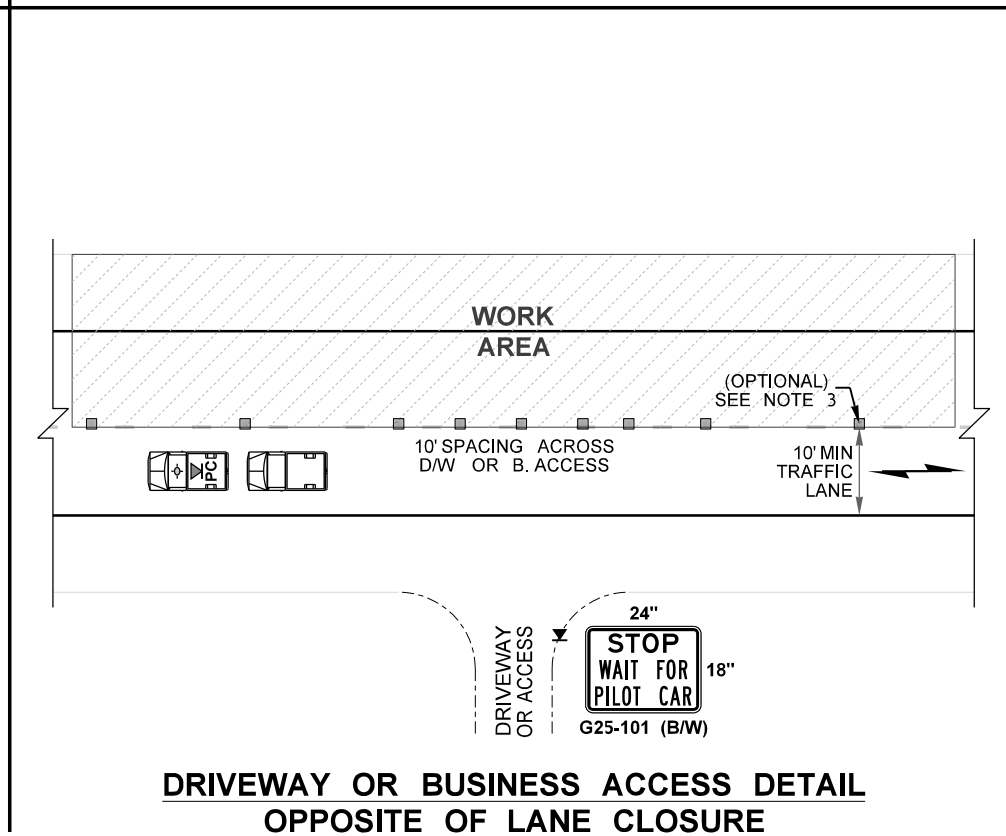 WORK
AREA
(OPTIONAL)
SEE NOTE 3
10' SPACING ACROSS
D/W OR B. ACCESS
10' MIN
TRAFFIC
LANE
PC
DRIVEWAY
OR ACCESS
24"
STOP
WAIT FOR
PILOT CAR
18"
G25-101 (B/W)
DRIVEWAY OR BUSINESS ACCESS DETAIL
OPPOSITE OF LANE CLOSURE